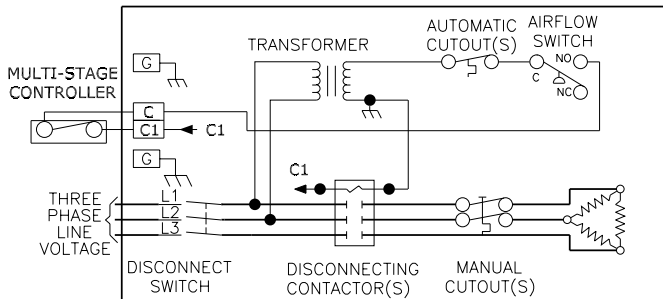 AUTOMATIC
CUTOUT(S)
AIRFLOW
SWITCH
TRANSFORMER
NO
C
NC
G
MULTI-STAGE
CONTROLLER
C
C1
C1
G
C1
THREE
PHASE
LINE
VOLTAGE
L1
L2
L3
DISCONNECT
SWITCH
DISCONNECTING
CONTACTOR(S)
MANUAL
CUTOUT(S)